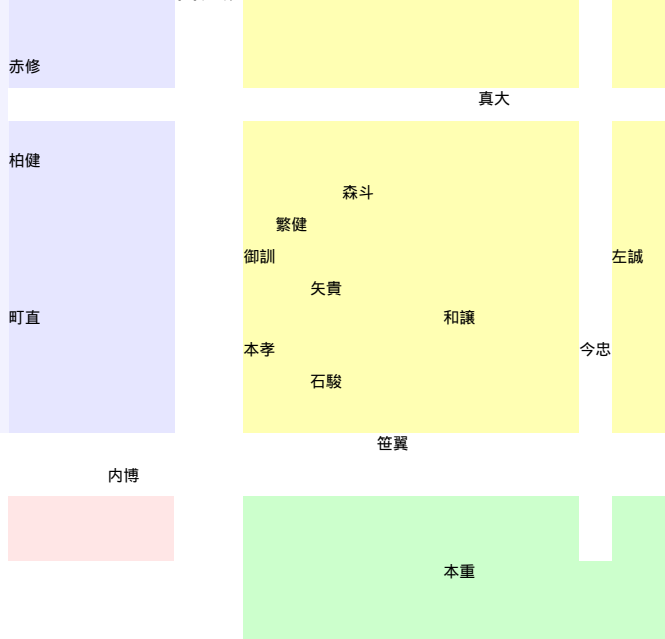 赤修
真大
柏健
森斗
繁健
御訓
左誠
矢貴
町直
和譲
本孝
今忠
石駿
笹翼
内博
本重